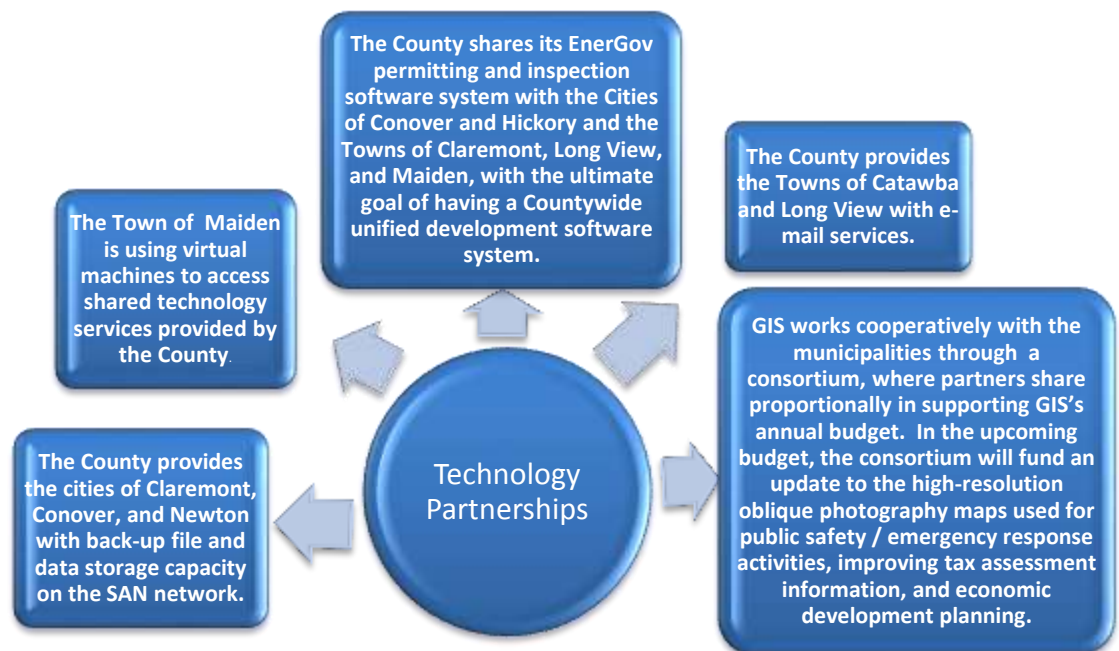 The County shares its EnerGov
permitting and inspection
software system with the Cities
of Conover and Hickory and the
Towns of Claremont, Long View,
and Maiden, with the ultimate
goal of having a Countywide
unified development software
system.
The County provides
the Towns of Catawba
and Long View with e-
mail services.
The Town of Maiden
is using virtual
machines to access
shared technology
services provided by
the County.
GIS works cooperatively with the
municipalities through a
consortium, where partners share
proportionally in supporting GIS’s
annual budget. In the upcoming
budget, the consortium will fund an
update to the high-resolution
oblique photography maps used for
public safety / emergency response
activities, improving tax assessment
information, and economic
development planning.
The County provides
the cities of Claremont,
Conover, and Newton
with back-up file and
data storage capacity
on the SAN network.
Technology
Partnerships